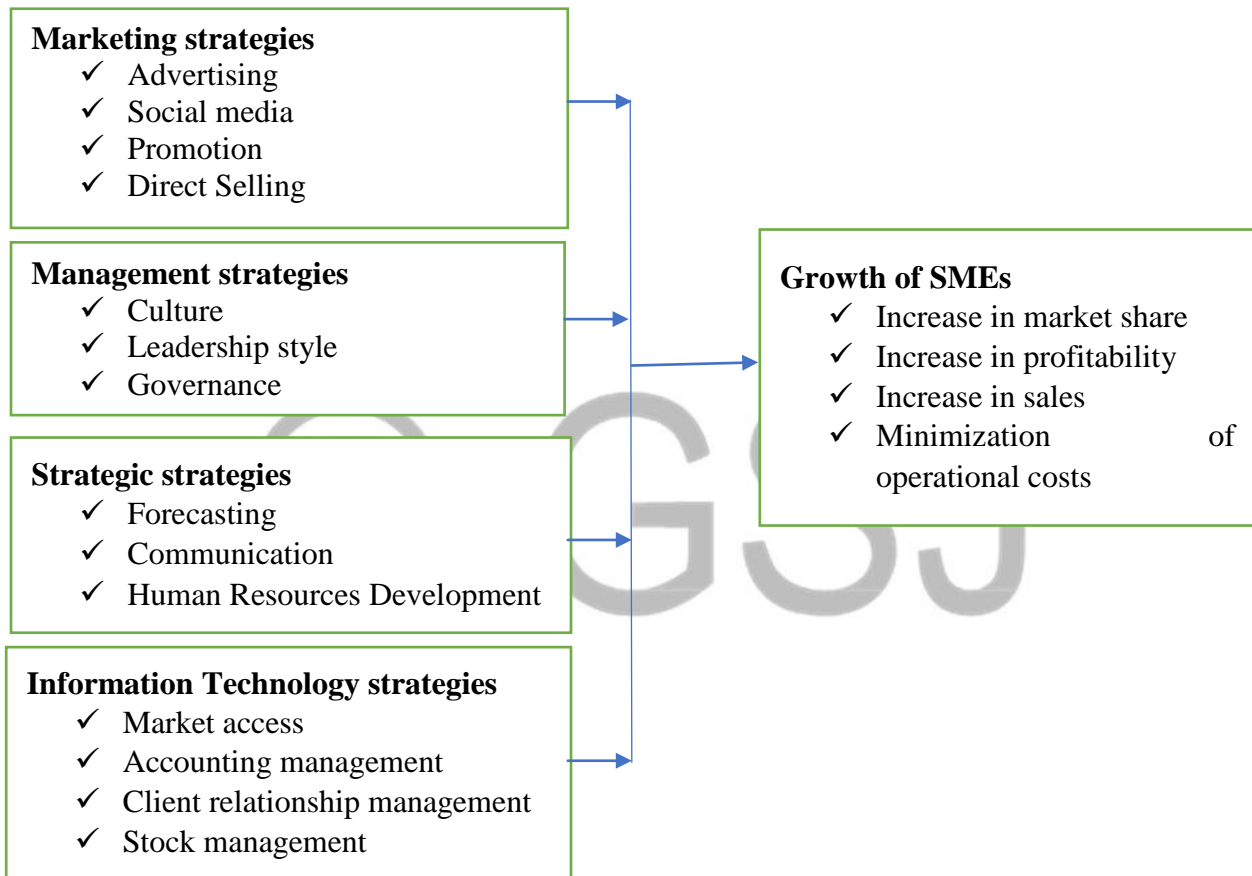 Marketing strategies
✓ Advertising
✓ Social media
✓ Promotion
✓ Direct Selling
Management strategies
✓ Culture
✓ Leadership style
✓ Governance
Strategic strategies
✓ Forecasting
✓ Communication
✓ Human Resources Development
Information Technology strategies
✓ Market access
✓ Accounting management
✓ Client relationship management
✓ Stock management
Growth of SMEs
✓ Increase in market share
✓ Increase in profitability
✓ Increase in sales
✓ Minimization of
operational costs
GSJ